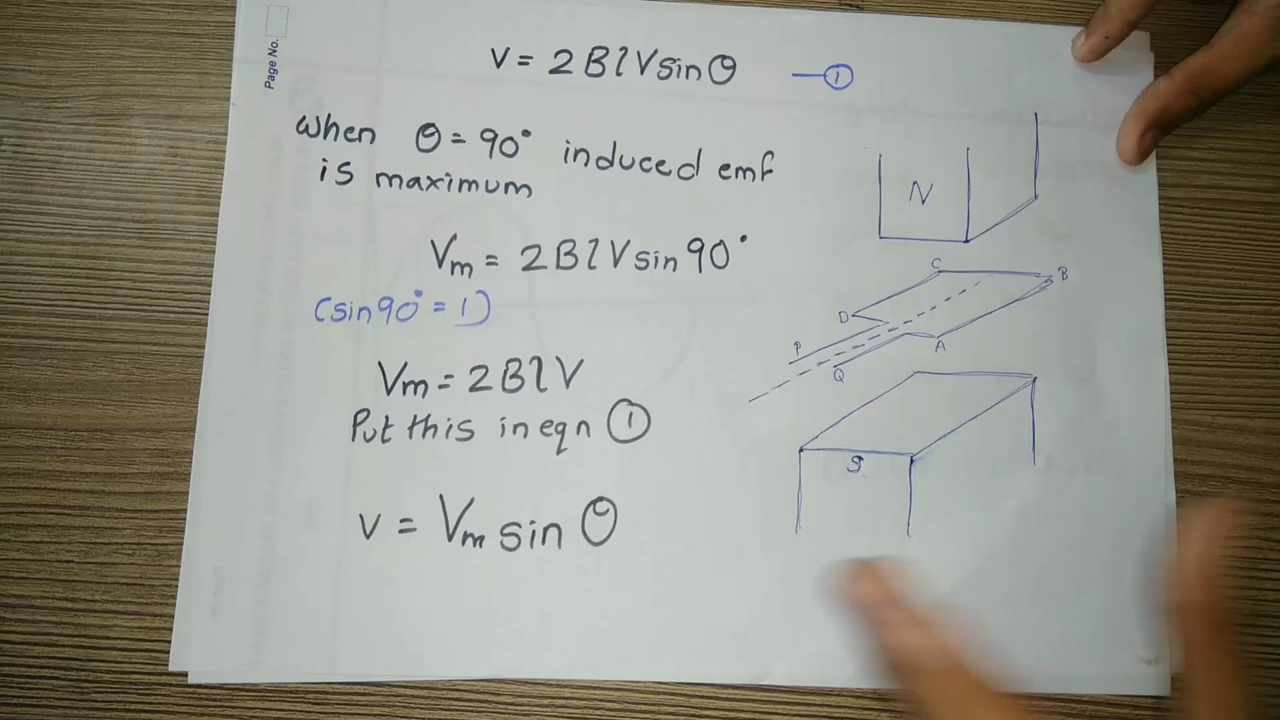 Page No.
v = 2BlVsinθ —①
when θ = 90° induced emf
is maximum
Vm = 2BlVsin90°
(sin90° = 1)
Vm = 2BlV
Put this in eqn ①
v = Vm sin θ
N
C
B
D
A
P
Q
S